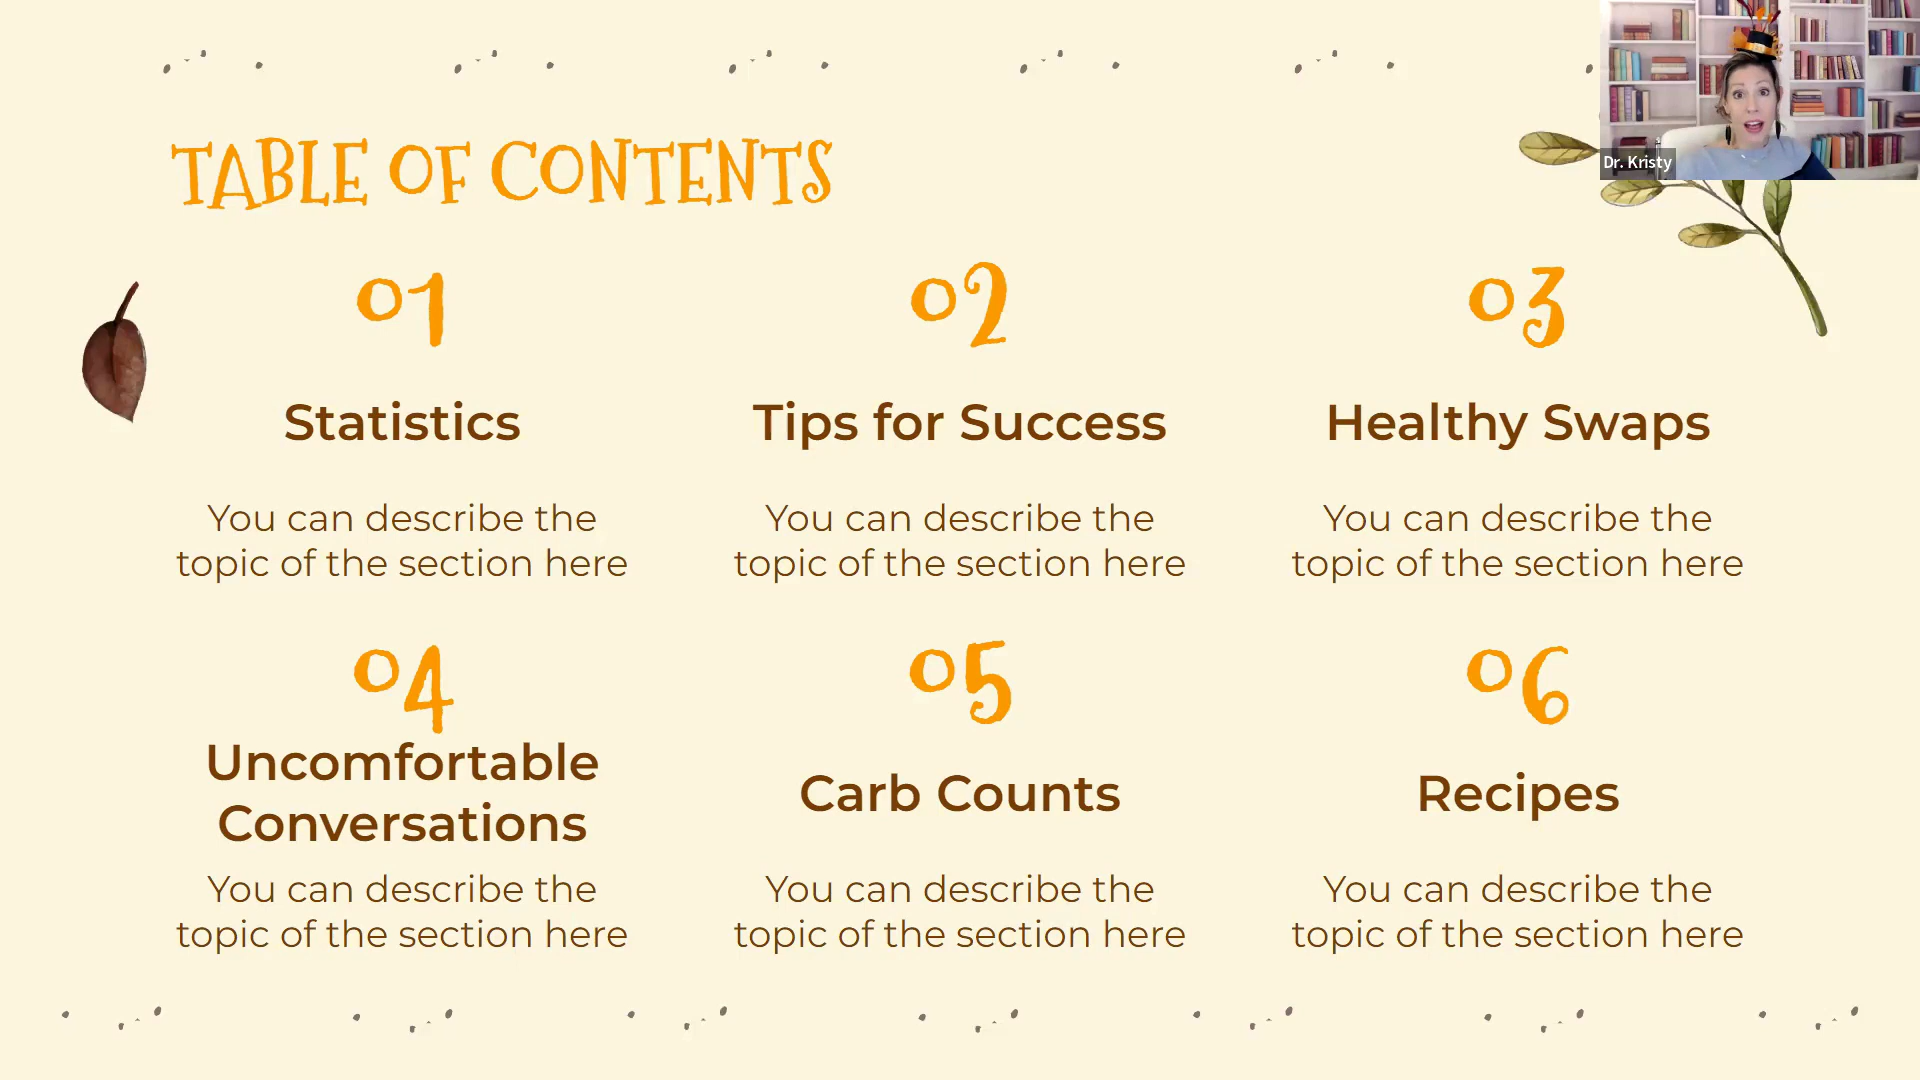 Dr. Kristy
TABLE OF CONTENTS
01
02
03
Statistics
Tips for Success
Healthy Swaps
You can describe the
topic of the section here
You can describe the
topic of the section here
You can describe the
topic of the section here
04
05
06
Uncomfortable
Conversations
Carb Counts
Recipes
You can describe the
topic of the section here
You can describe the
topic of the section here
You can describe the
topic of the section here